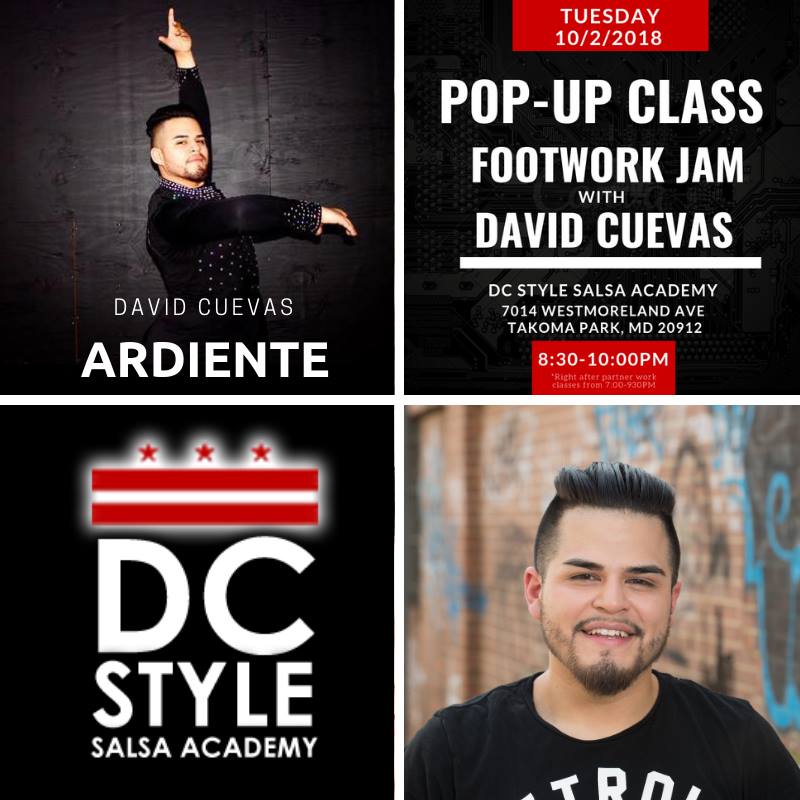 DAVID CUEVAS
ARDIENTE
TUESDAY
10/2/2018
POP-UP CLASS
FOOTWORK JAM
WITH
DAVID CUEVAS
DC STYLE SALSA ACADEMY
7014 WESTMORELAND AVE
TAKOMA PARK, MD 20912
8:30-10:00PM
*Right after partner work
classes from 7:00-930PM
DC
STYLE
SALSA ACADEMY